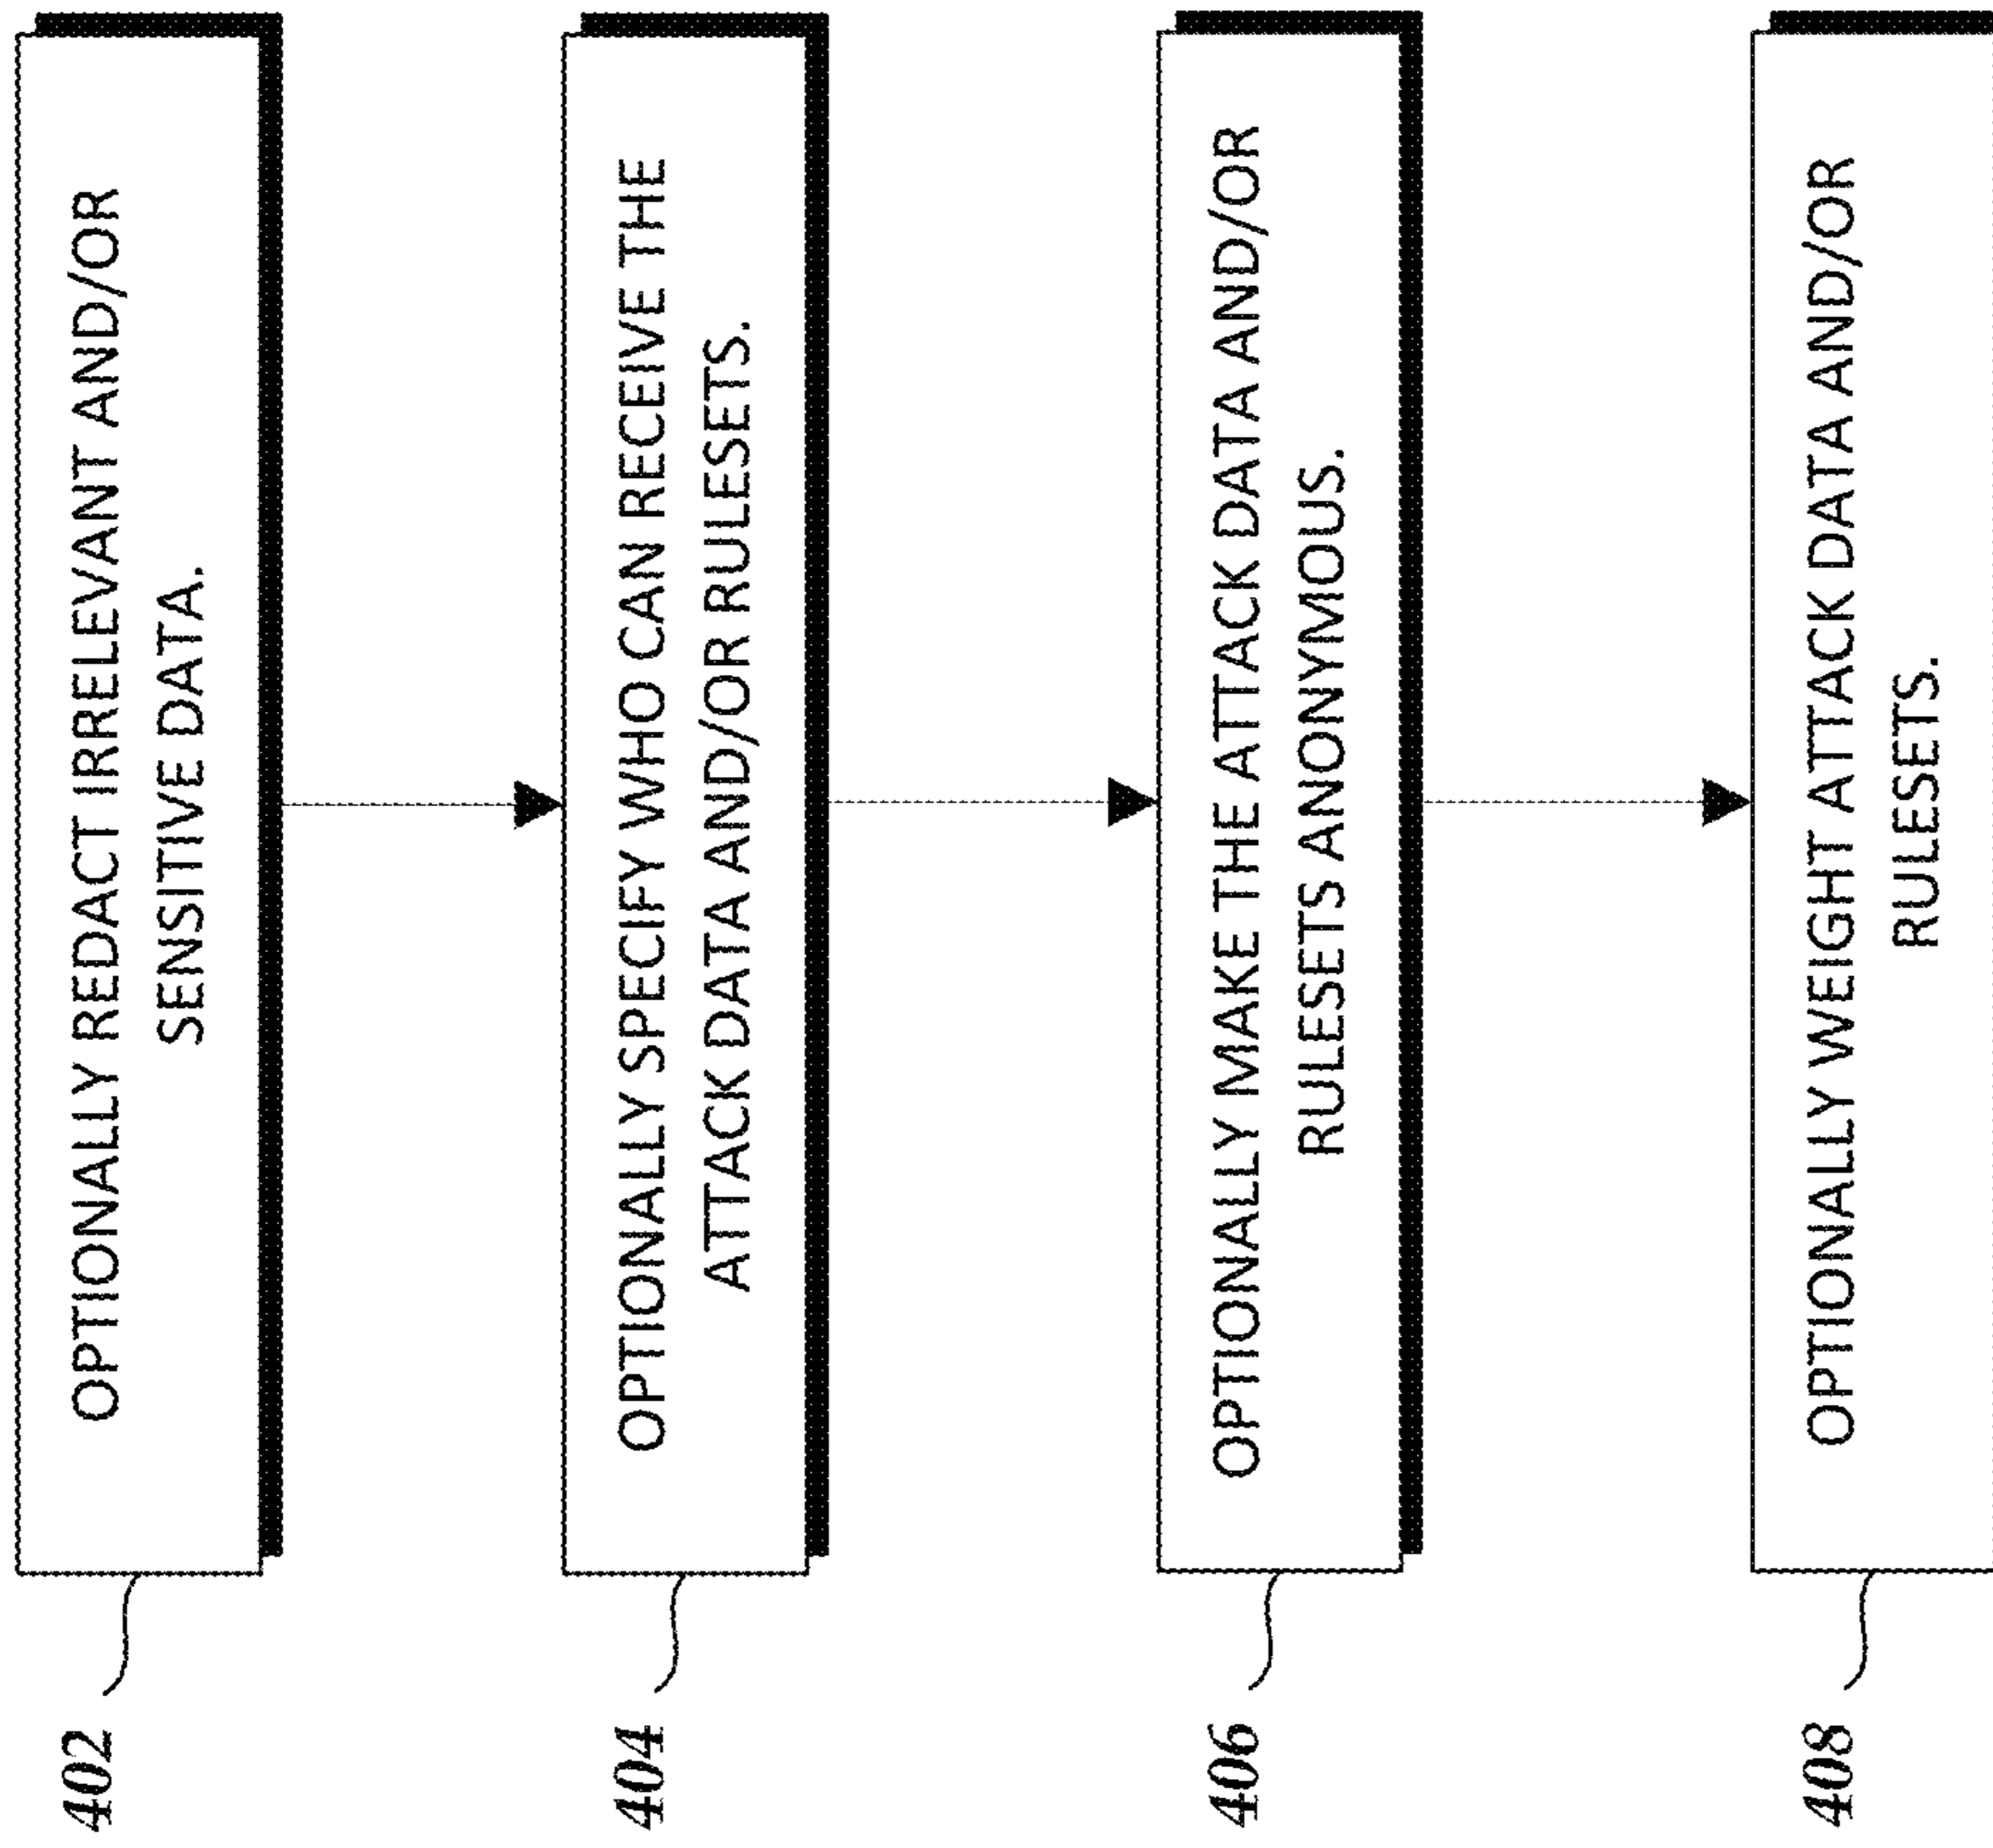 402
OPTIONALLY REDACT IRRELEVANT AND/OR
SENSITIVE DATA.
404
OPTIONALLY SPECIFY WHO CAN RECEIVE THE
ATTACK DATA AND/OR RULESETS.
406
OPTIONALLY MAKE THE ATTACK DATA AND/OR
RULESETS ANONYMOUS.
408
OPTIONALLY WEIGHT ATTACK DATA AND/OR
RULESETS.